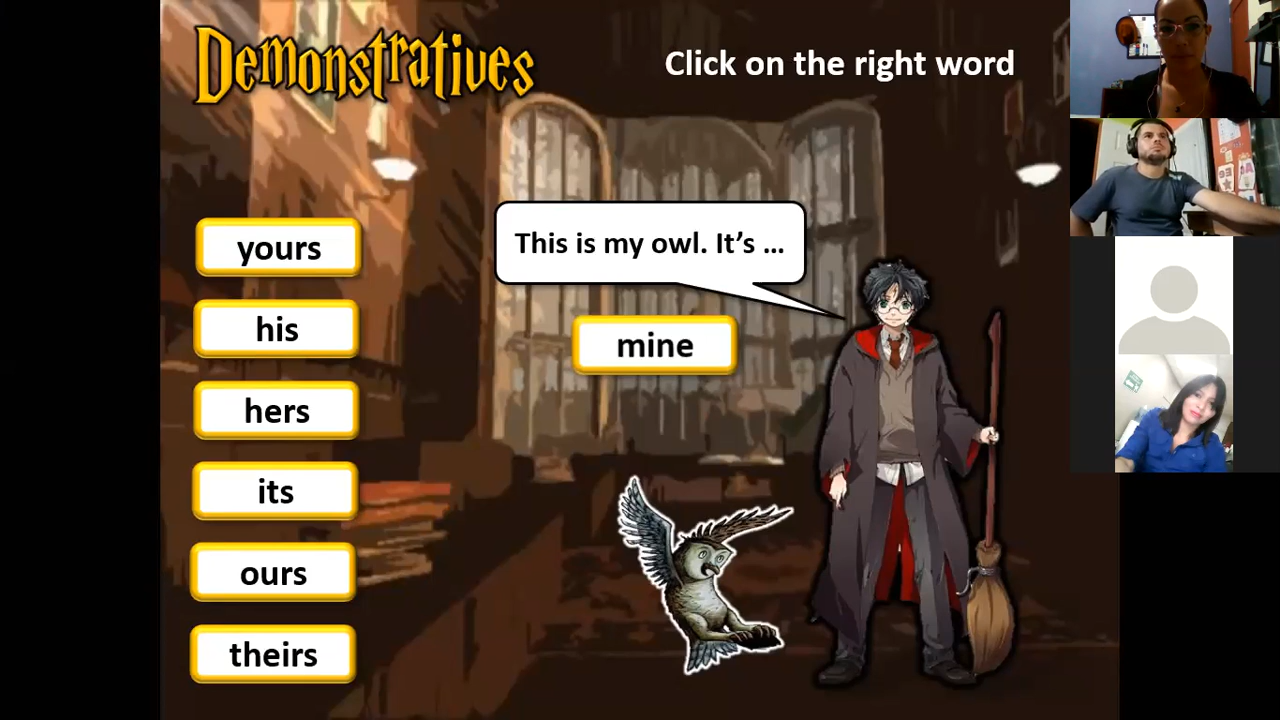 Demonstratives
Click on the right word
This is my owl. It's ...
yours
mine
his
hers
its
ours
theirs